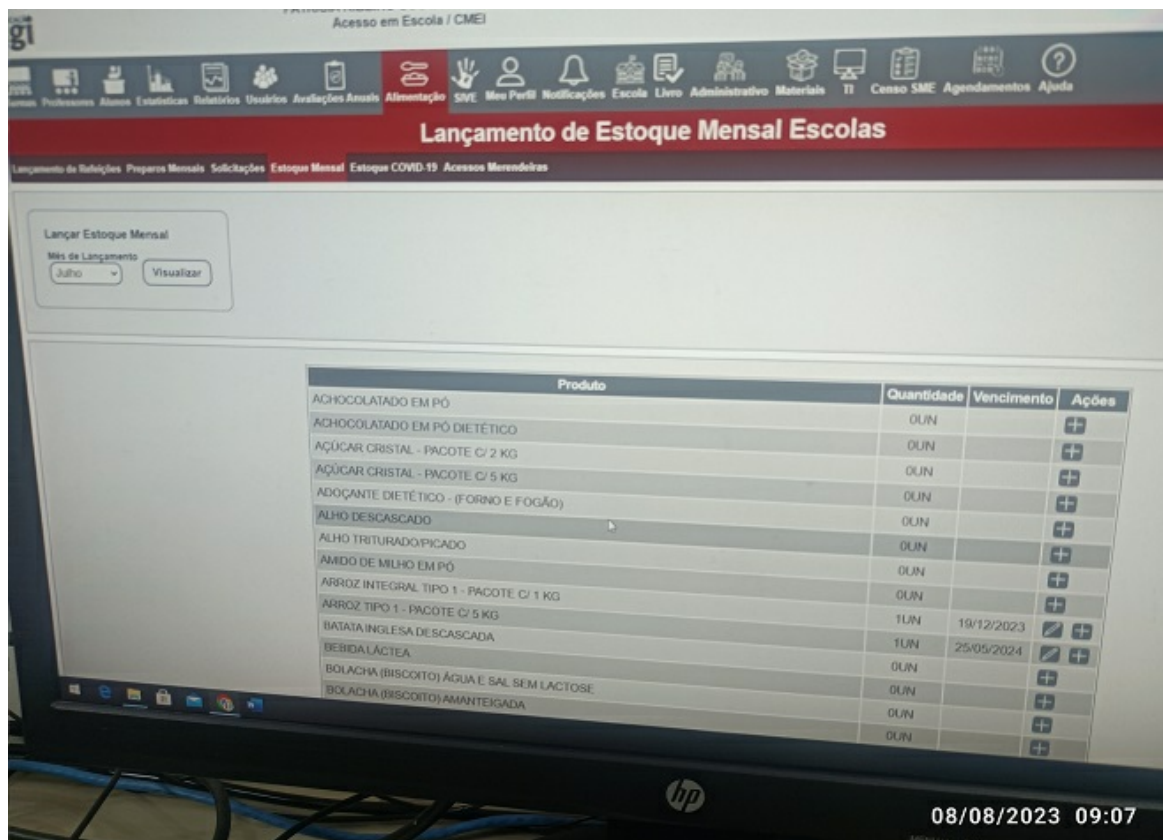 gi
Acesso em Escola / CMEI
Professores Alunos Estatísticas Relatórios Usuários Avaliações Anuais Alimentação SIVE Meu Perfil Notificações Escola Livro Administrativo Materiais TI Censo SME Agendamentos Ajuda
Lançamento de Estoque Mensal Escolas
Lançamento de Refeições Preparos Mensais Solicitações Estoque Mensal Estoque COVID-19 Acessos Merendeiras
Lançar Estoque Mensal
Mês de Lançamento
Julho Visualizar
Produto Quantidade Vencimento Ações
ACHOCOLATADO EM PÓ 0UN
ACHOCOLATADO EM PÓ DIETÉTICO 0UN
AÇÚCAR CRISTAL - PACOTE C/ 2 KG 0UN
AÇÚCAR CRISTAL - PACOTE C/ 5 KG 0UN
ADOÇANTE DIETÉTICO - (FORNO E FOGÃO) 0UN
ALHO DESCASCADO 0UN
ALHO TRITURADO/PICADO 0UN
AMIDO DE MILHO EM PÓ 0UN
ARROZ INTEGRAL TIPO 1 - PACOTE C/ 1 KG 1UN 19/12/2023
ARROZ TIPO 1 - PACOTE C/ 5 KG 1UN 25/05/2024
BATATA INGLESA DESCASCADA 0UN
BEBIDA LÁCTEA 0UN
BOLACHA (BISCOITO) ÁGUA E SAL SEM LACTOSE 0UN
BOLACHA (BISCOITO) AMANTEIGADA 0UN
hp
08/08/2023 09:07